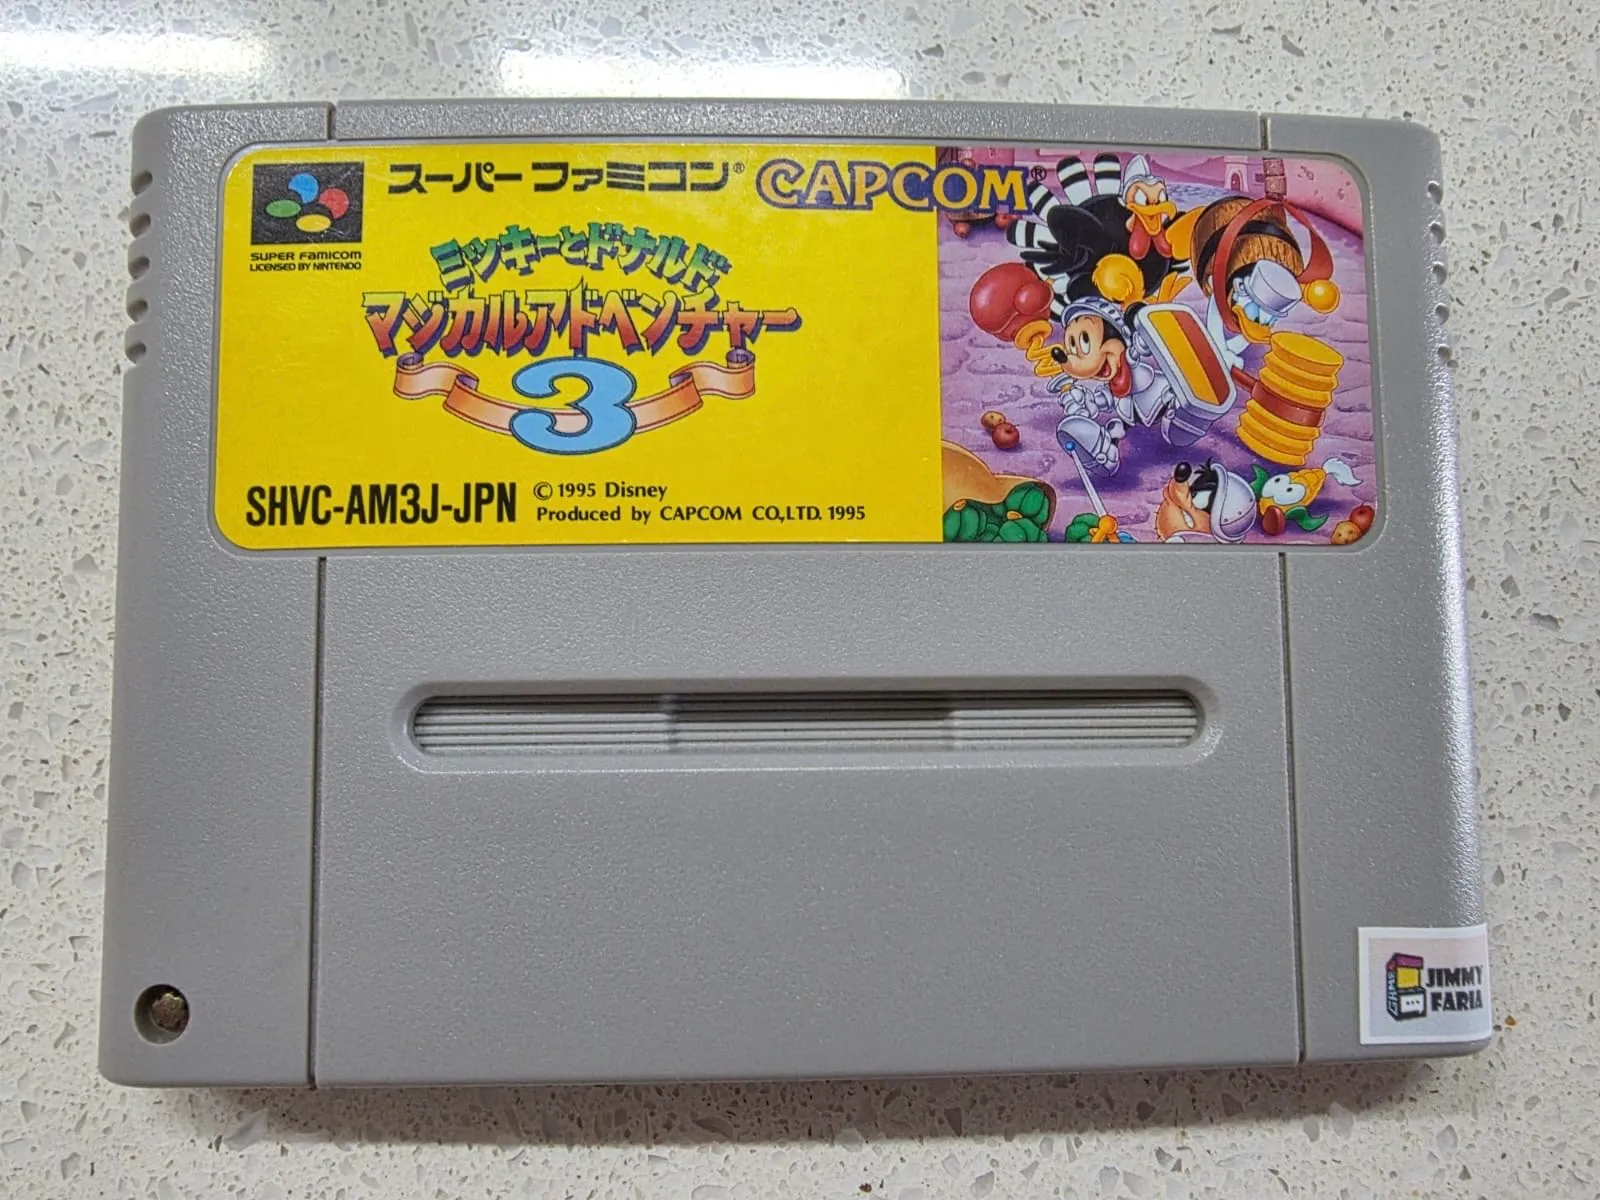 スーパーファミコン®
CAPCOM®
SUPER FAMICOM
LICENSED BY NINTENDO
ミッキーとドナルド
マジカルアドベンチャー
3
SHVC-AM3J-JPN
© 1995 Disney
Produced by CAPCOM CO.,LTD. 1995
GAMES
JIMMY
FARIA